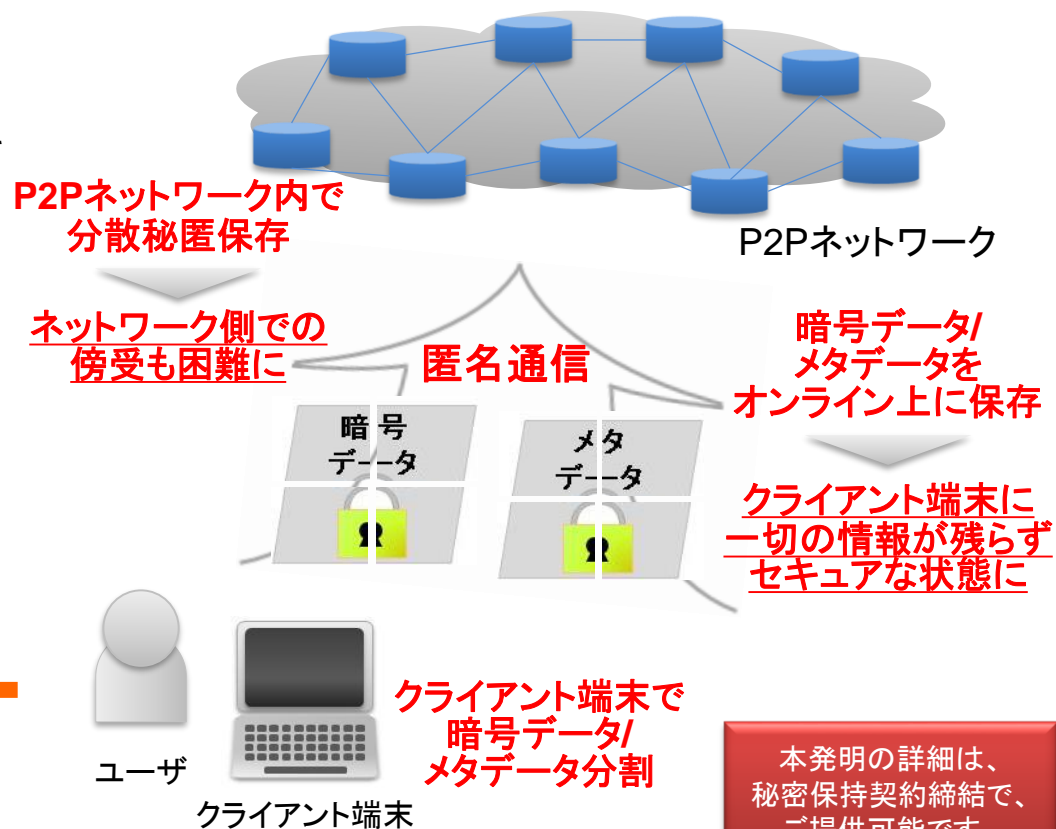 P2Pネットワーク内で
分散秘匿保存
ネットワーク側での
傍受も困難に
P2Pネットワーク
匿名通信
暗号
データ
メタ
データ
暗号データ/
メタデータを
オンライン上に保存
クライアント端末に
一切の情報が残らず
セキュアな状態に
ユーザ
クライアント端末
クライアント端末で
暗号データ/
メタデータ分割
本発明の詳細は、
秘密保持契約締結で、
ご提供可能です